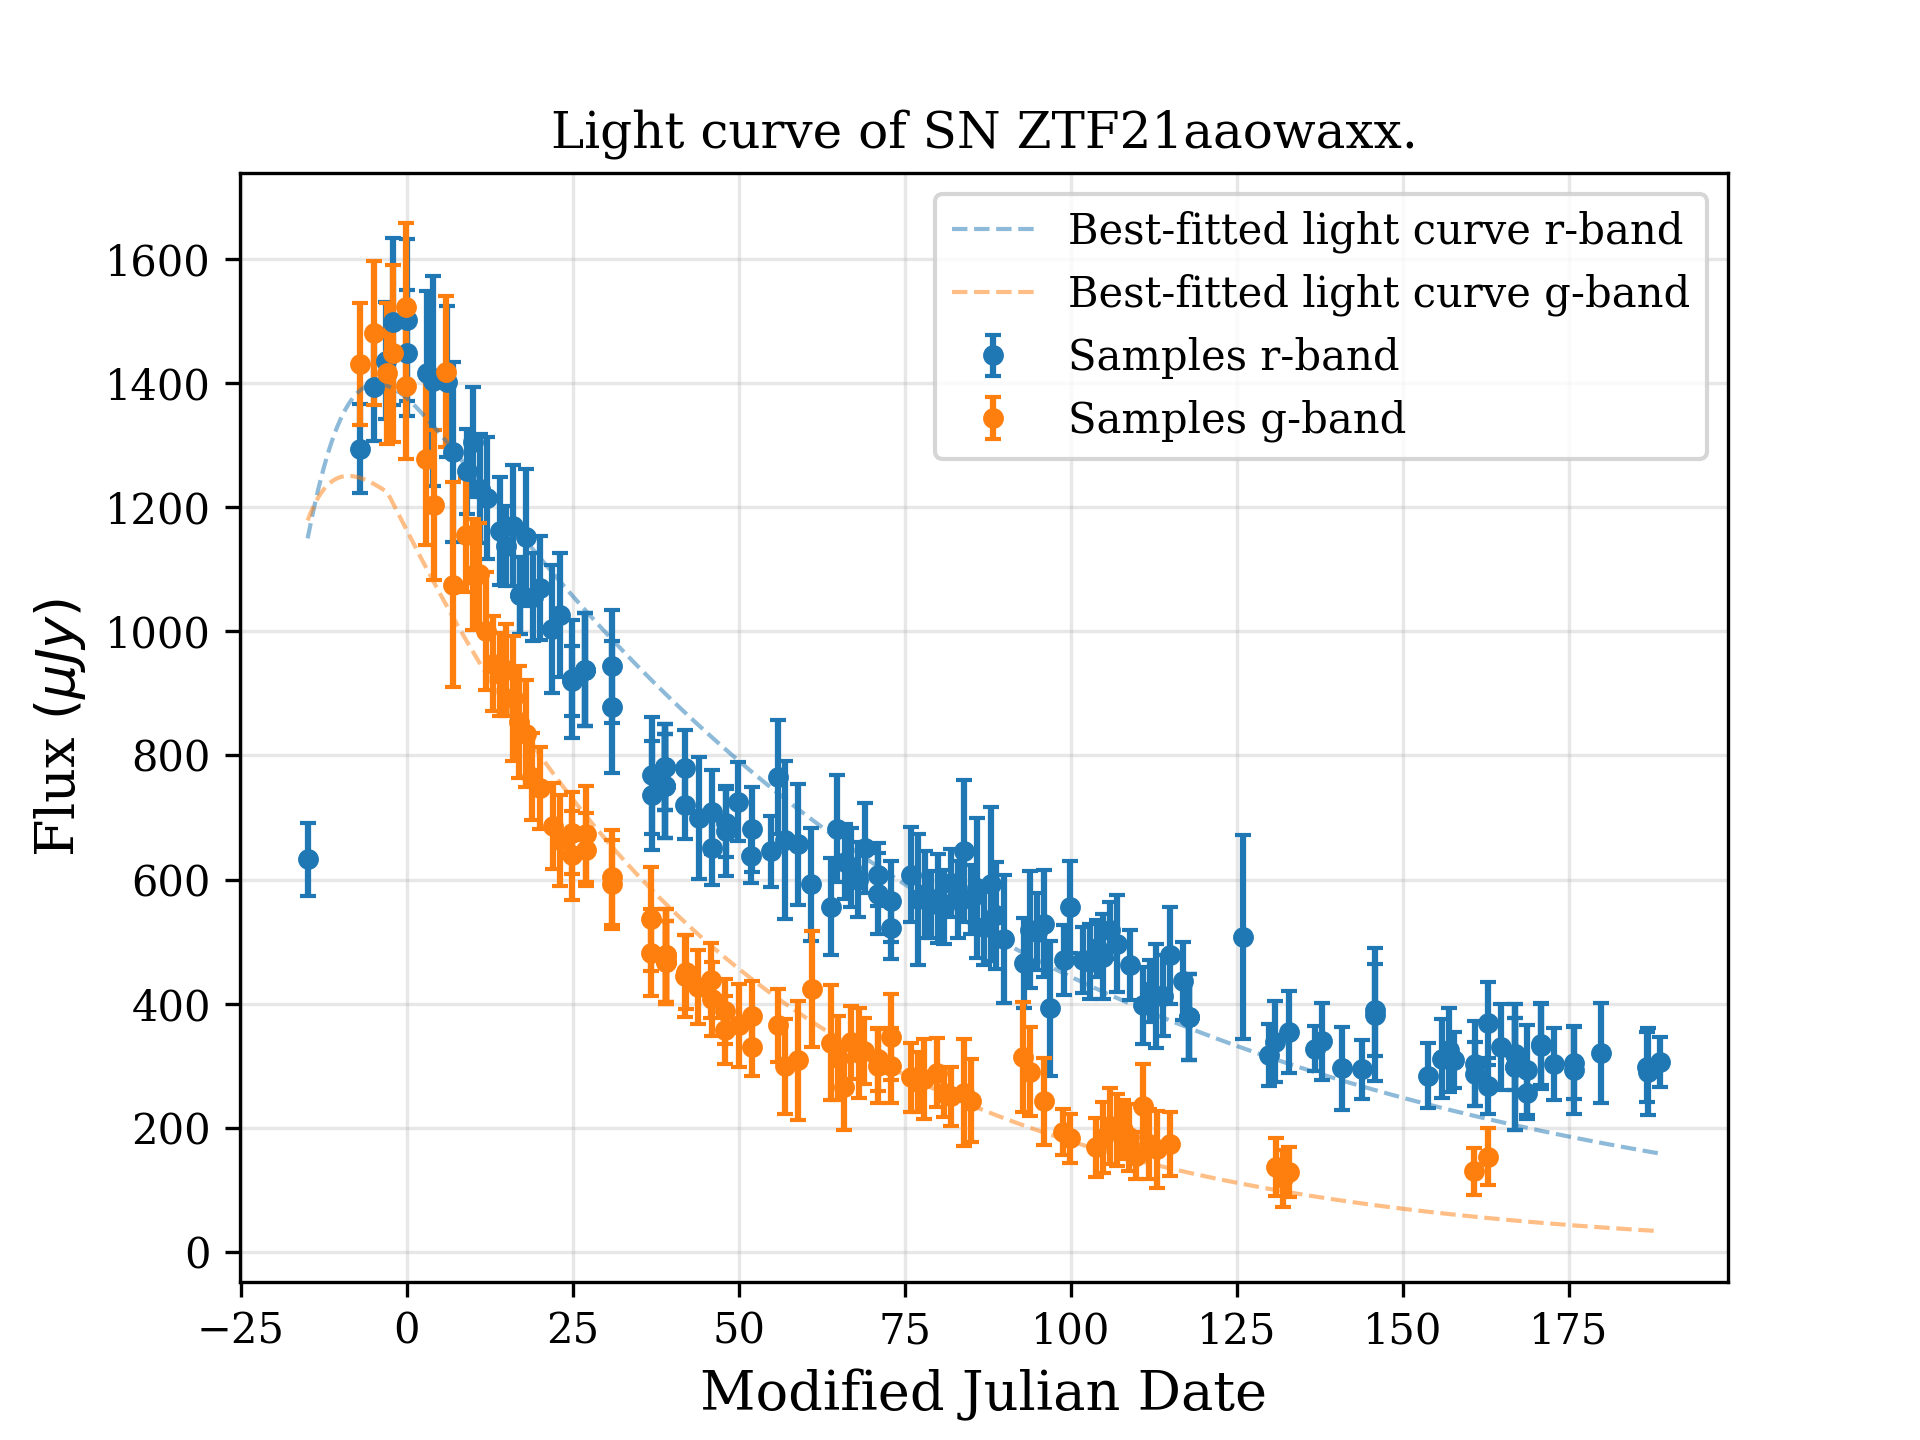 Light curve of SN ZTF21aaowaxx.
Best-fitted light curve r-band
Best-fitted light curve g-band
Samples r-band
Samples g-band
1600
1400
1200
1000
800
600
400
200
0
Flux (μJy)
−25 0 25 50 75 100 125 150 175
Modified Julian Date